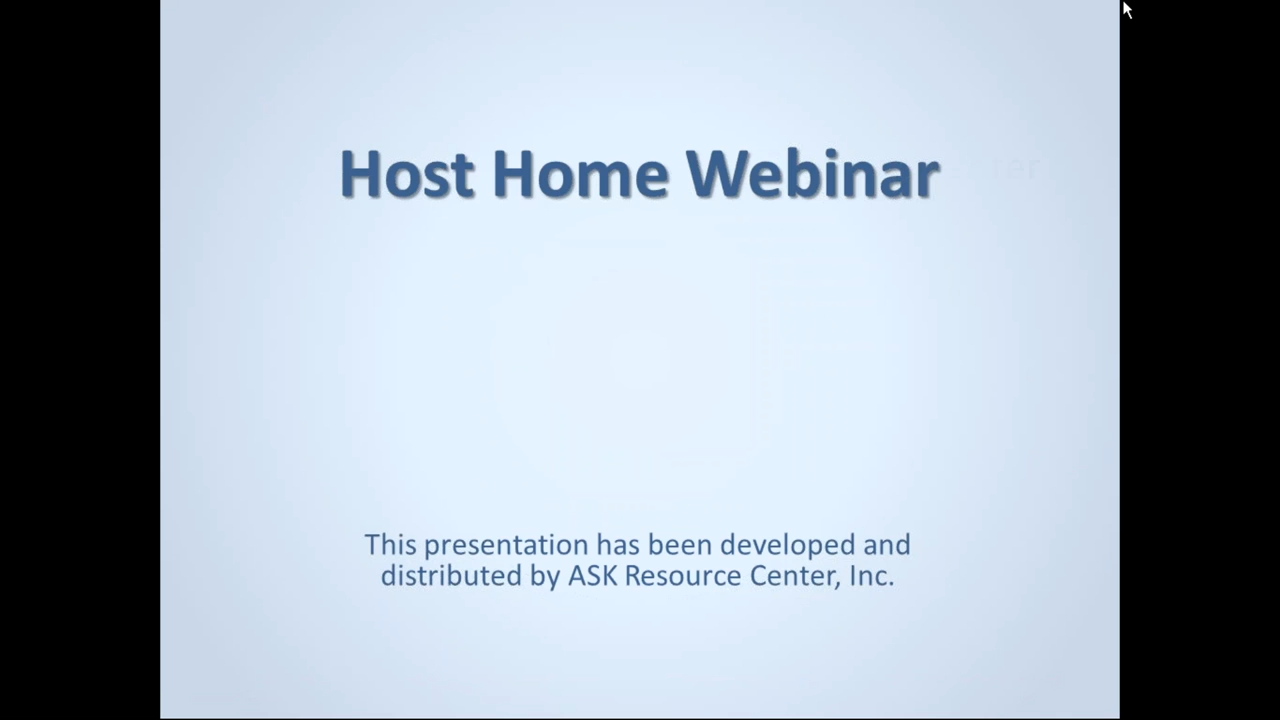 Host Home Webinar
This presentation has been developed and
distributed by ASK Resource Center, Inc.